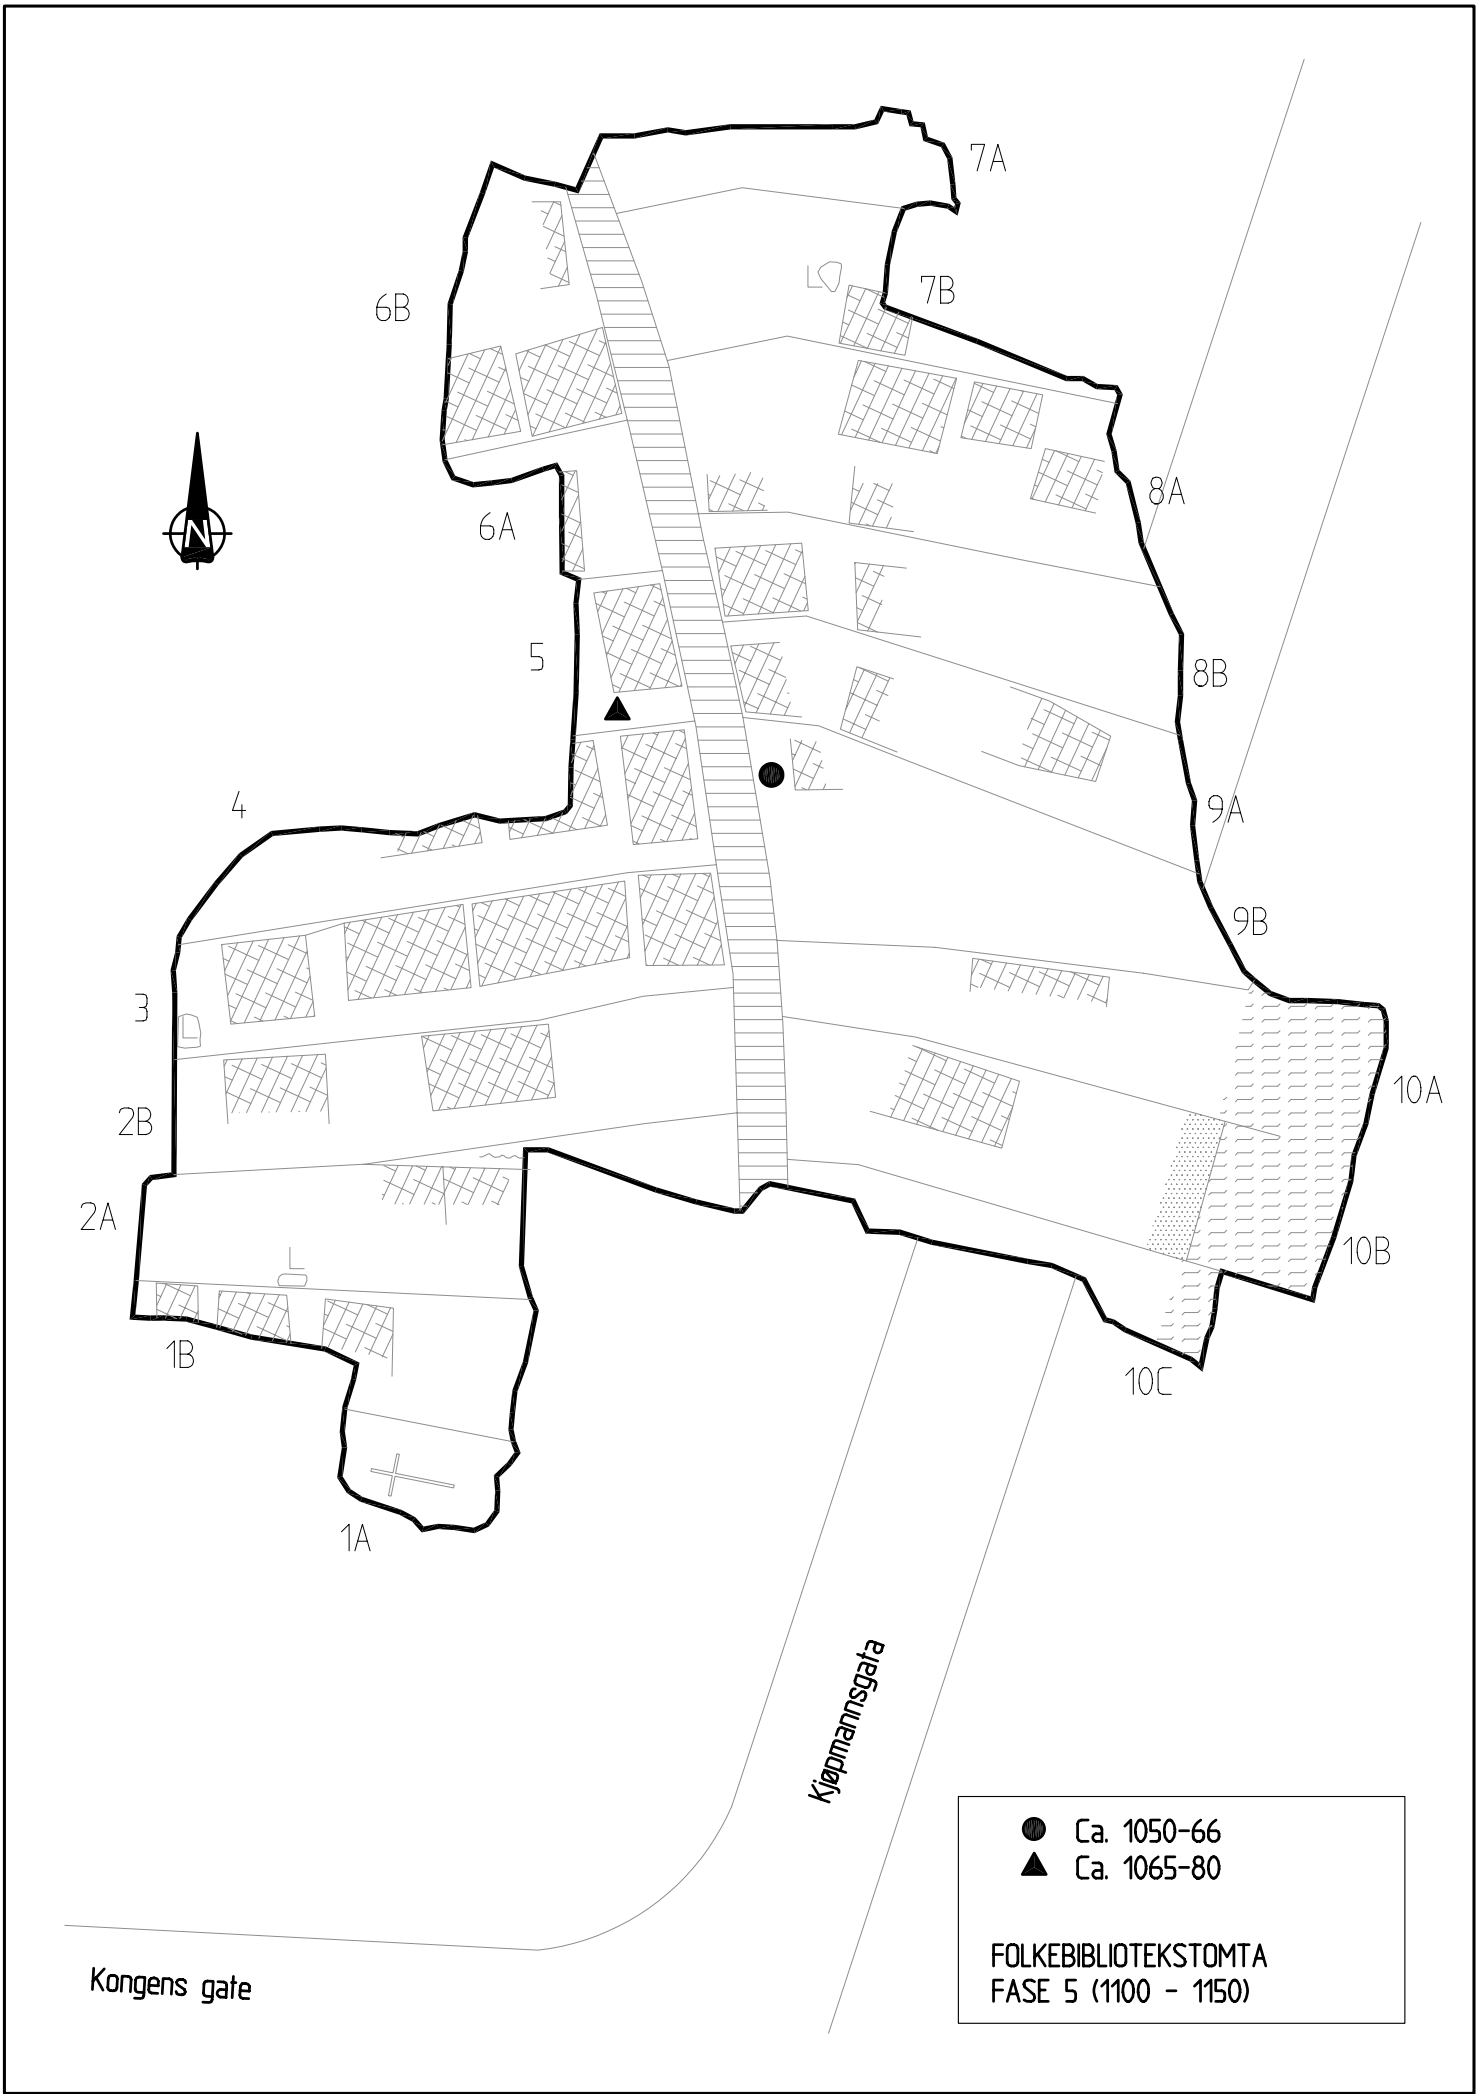 7A
7B
6B
N
6A
8A
5
8B
4
9A
9B
3
10A
2B
2A
10B
1B
10C
1A
Kjøpmannsgata
Kongens gate
Ca. 1050-66
Ca. 1065-80
FOLKEBIBLIOTEKSTOMTA
FASE 5 (1100 - 1150)
L
L
L